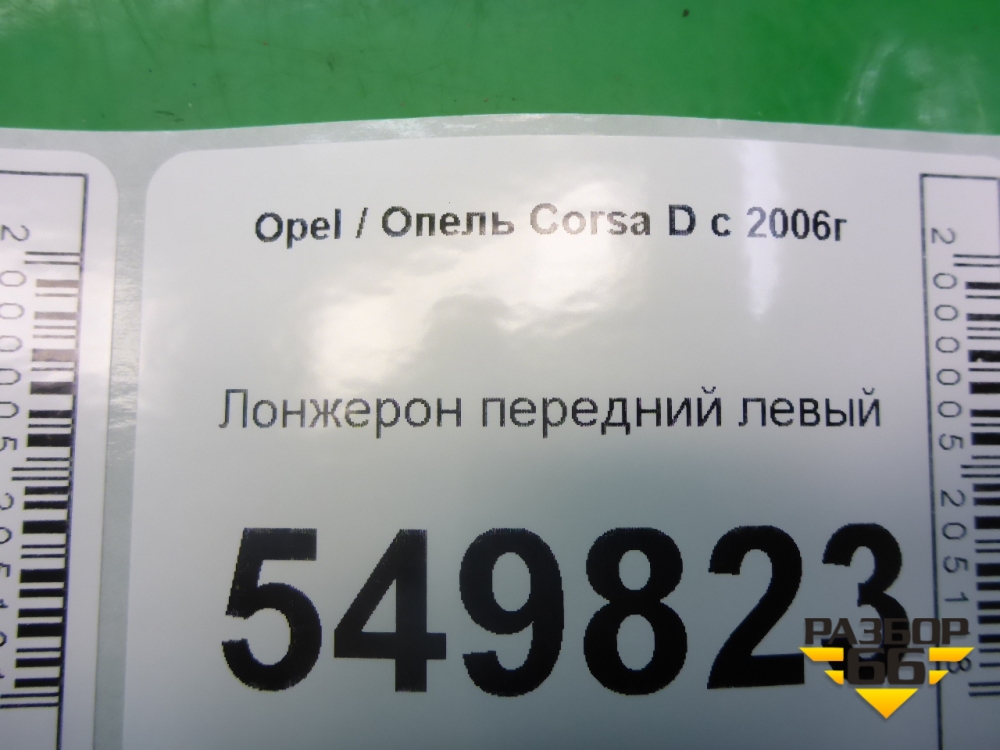 Opel / Опель Corsa D с 2006г
Лонжерон передний левый
549823
РАЗБОР
66